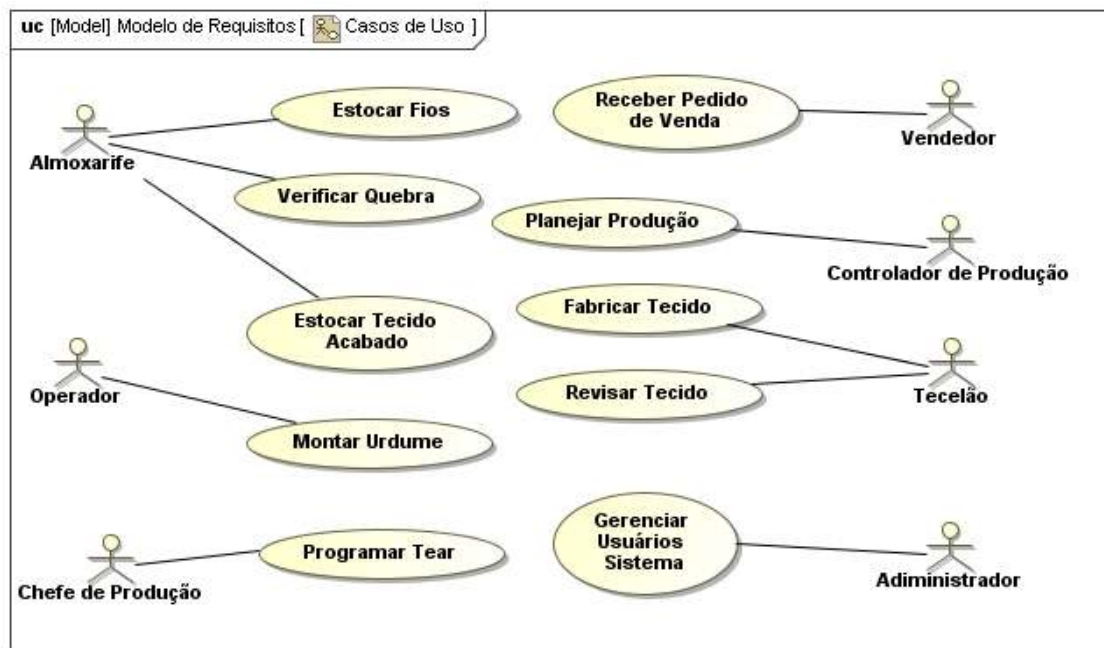 uc [Model] Modelo de Requisitos [ Casos de Uso ]
Estocar Fios
Receber Pedido
de Venda
Almoxarife
Vendedor
Verificar Quebra
Planejar Produção
Controlador de Produção
Estocar Tecido
Acabado
Fabricar Tecido
Operador
Revisar Tecido
Tecelão
Montar Urdume
Gerenciar
Usuários
Sistema
Programar Tear
Chefe de Produção
Adiministrador